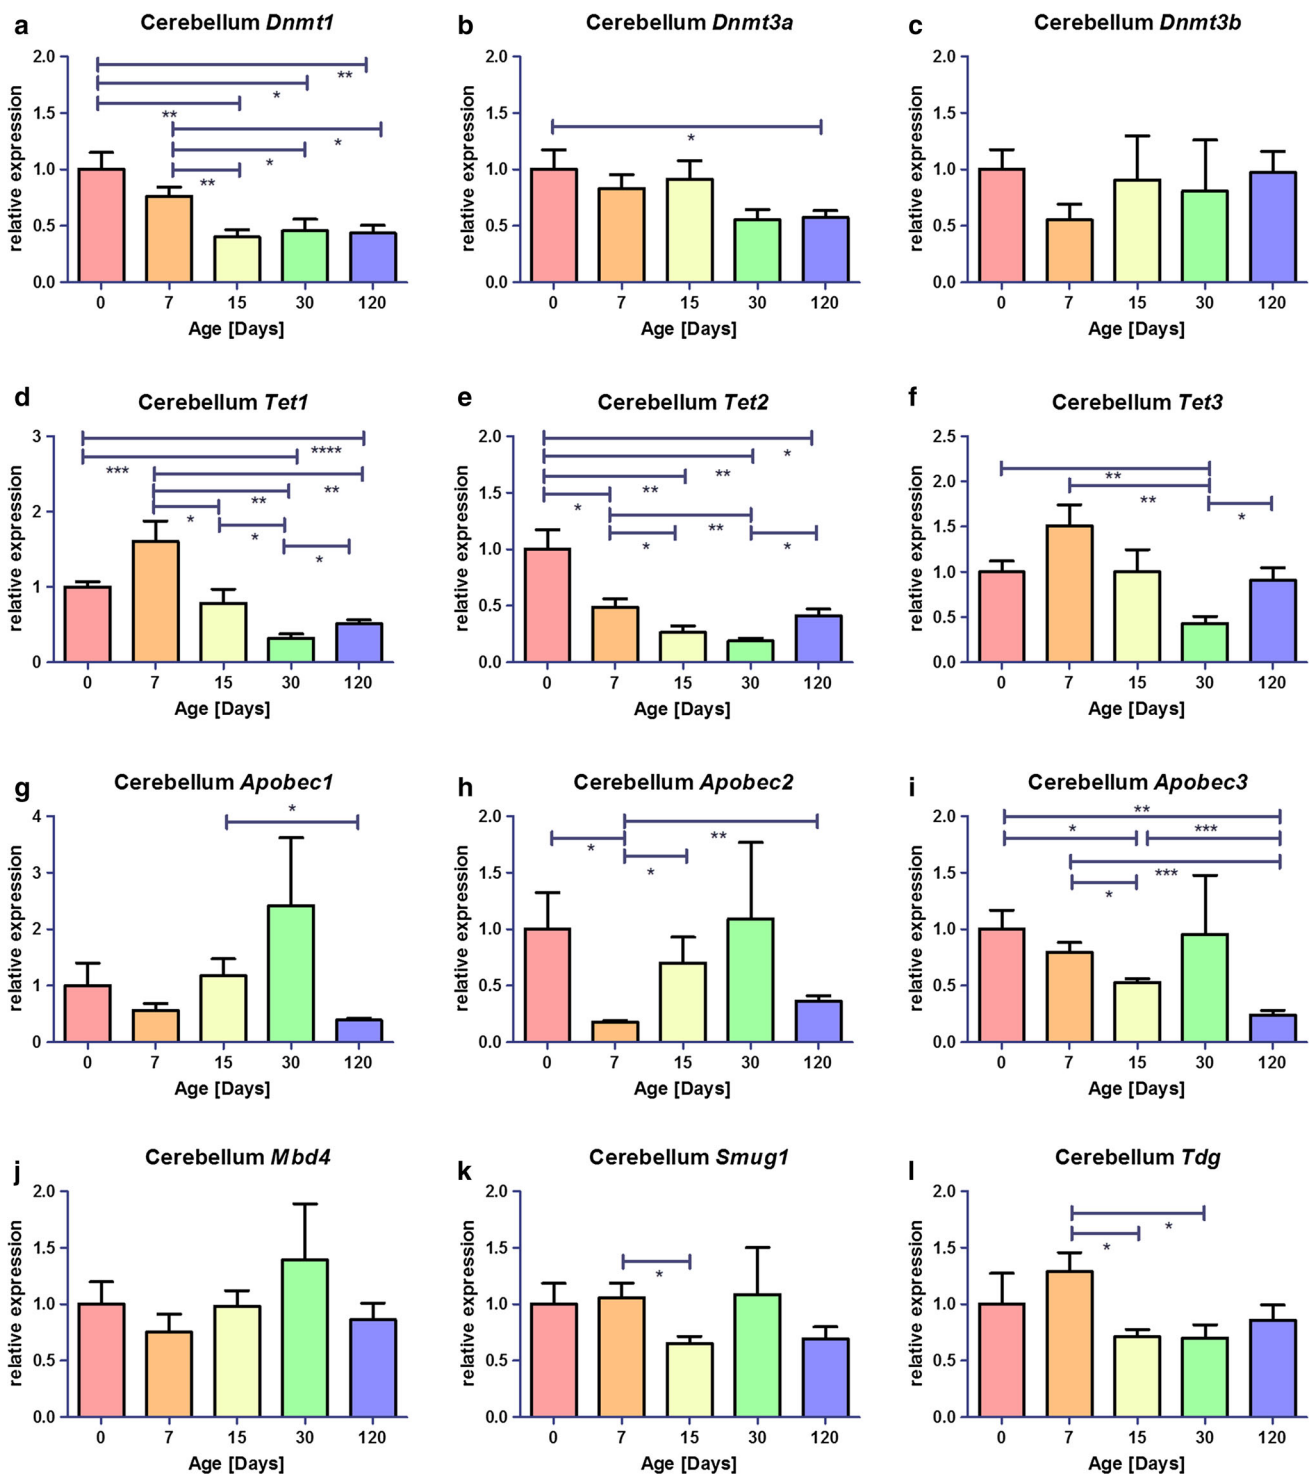 a Cerebellum Dnmt1
relative expression
2.0
1.5
1.0
0.5
0.0
**
*
**
*
*
**
0 7 15 30 120
Age [Days]
b Cerebellum Dnmt3a
relative expression
2.0
1.5
1.0
0.5
0.0
*
0 7 15 30 120
Age [Days]
c Cerebellum Dnmt3b
relative expression
2.0
1.5
1.0
0.5
0.0
0 7 15 30 120
Age [Days]
d Cerebellum Tet1
relative expression
3
2
1
0
****
***
**
**
*
*
*
0 7 15 30 120
Age [Days]
e Cerebellum Tet2
relative expression
2.0
1.5
1.0
0.5
0.0
*
**
**
*
**
*
*
0 7 15 30 120
Age [Days]
f Cerebellum Tet3
relative expression
2.5
2.0
1.5
1.0
0.5
0.0
**
**
*
0 7 15 30 120
Age [Days]
g Cerebellum Apobec1
relative expression
4
3
2
1
0
*
0 7 15 30 120
Age [Days]
h Cerebellum Apobec2
relative expression
2.0
1.5
1.0
0.5
0.0
**
*
*
0 7 15 30 120
Age [Days]
i Cerebellum Apobec3
relative expression
2.0
1.5
1.0
0.5
0.0
**
* ***
***
*
0 7 15 30 120
Age [Days]
j Cerebellum Mbd4
relative expression
2.0
1.5
1.0
0.5
0.0
0 7 15 30 120
Age [Days]
k Cerebellum Smug1
relative expression
2.0
1.5
1.0
0.5
0.0
*
0 7 15 30 120
Age [Days]
l Cerebellum Tdg
relative expression
2.0
1.5
1.0
0.5
0.0
*
*
0 7 15 30 120
Age [Days]